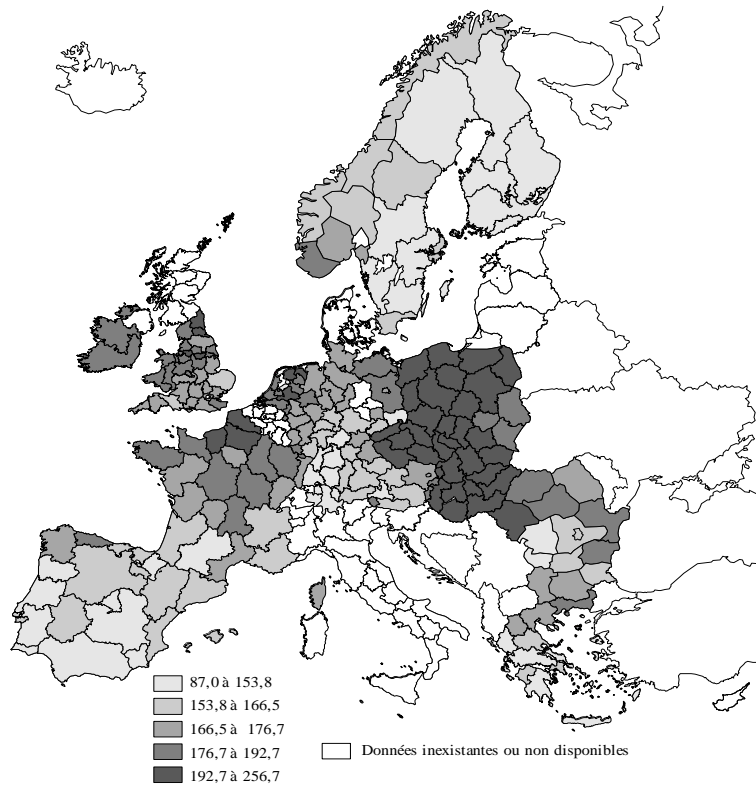 87,0 à 153,8
153,8 à 166,5
166,5 à 176,7
176,7 à 192,7
192,7 à 256,7
Données inexistantes ou non disponibles